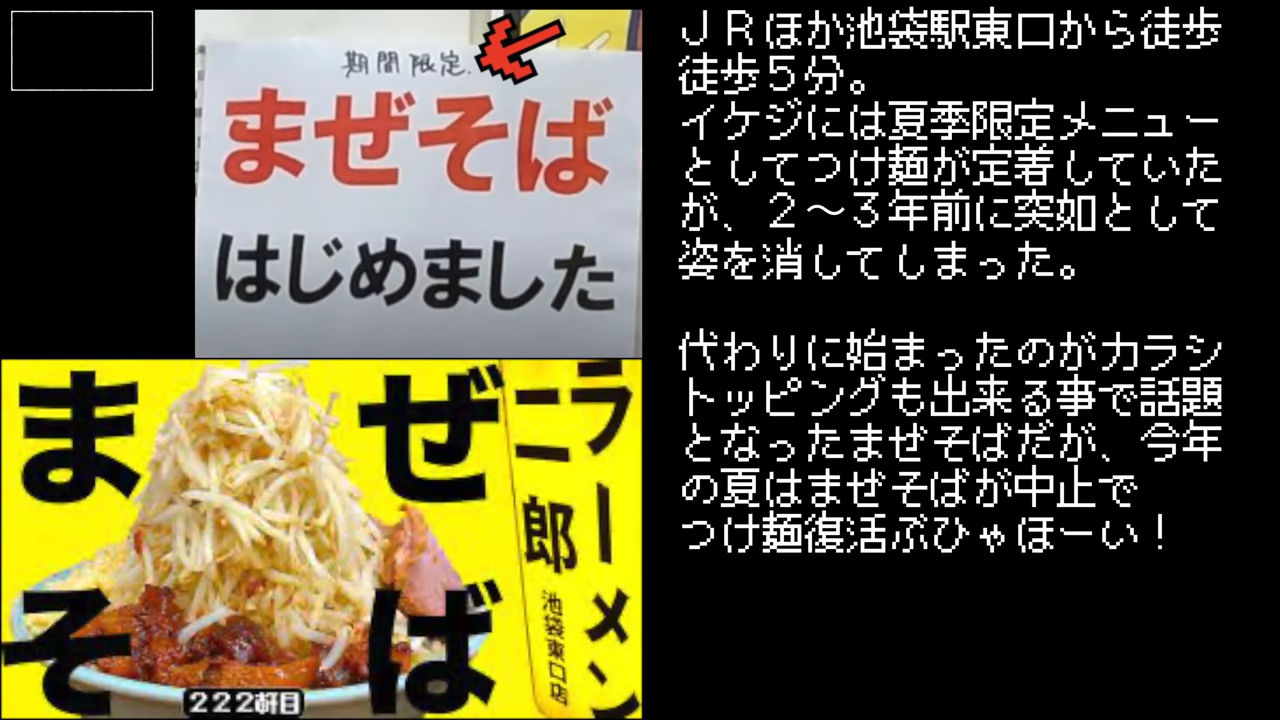 期間限定
まぜそば
はじめました
まぜ
そば
ラーメン
二郎
池袋東口店
222軒目
JRほか池袋駅東口から徒歩
徒歩5分。
イケジには夏季限定メニュー
としてつけ麺が定着していた
が、2〜3年前に突如として
姿を消してしまった。
代わりに始まったのがカラシ
トッピングも出来る事で話題
となったまぜそばだが、今年
の夏はまぜそばが中止で
つけ麺復活ぶひゃほーい!